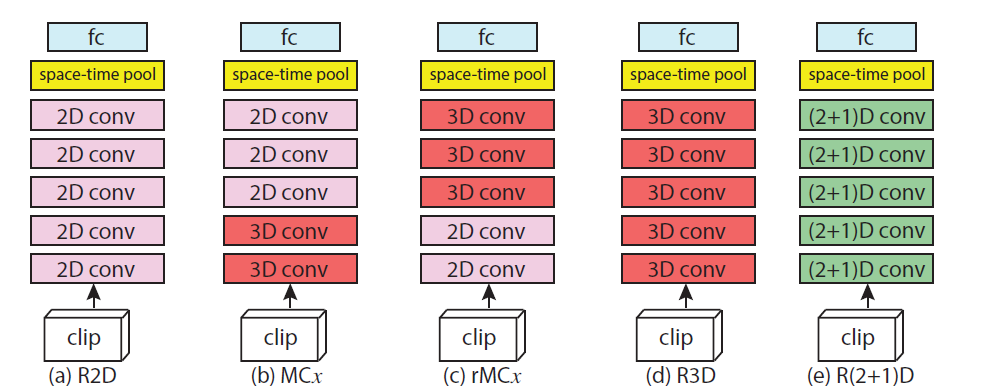 fc fc fc fc fc
space-time pool space-time pool space-time pool space-time pool space-time pool
2D conv 2D conv 3D conv 3D conv (2+1)D conv
2D conv 2D conv 3D conv 3D conv (2+1)D conv
2D conv 2D conv 3D conv 3D conv (2+1)D conv
2D conv 3D conv 2D conv 3D conv (2+1)D conv
2D conv 3D conv 2D conv 3D conv (2+1)D conv
clip clip clip clip clip
(a) R2D (b) MCx (c) rMCx (d) R3D (e) R(2+1)D